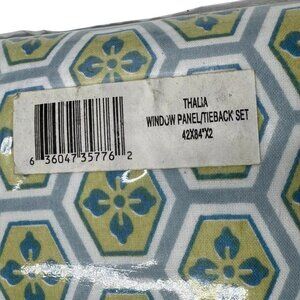 THALIA
WINDOW PANEL/TIEBACK SET
42X84"X2
6 36047 35776 2